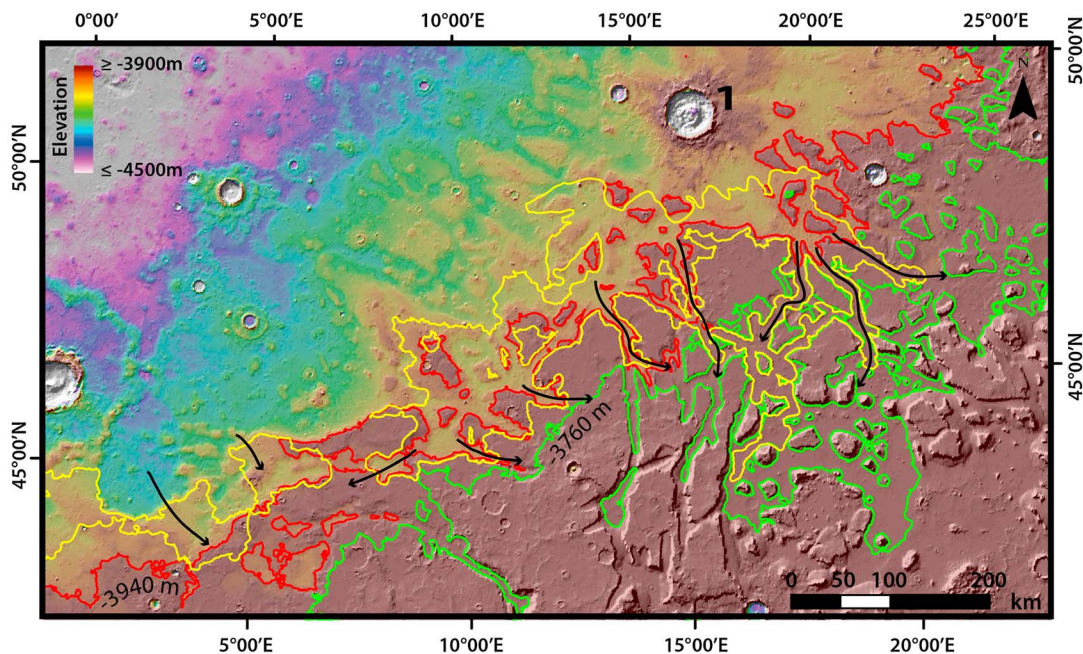 0°00′E 5°00′E 10°00′E 15°00′E 20°00′E 25°00′E
50°00′N
≥ -3900m
Elevation
≤ -4500m
1
N
50°00′N
45°00′N
45°00′N
-3760 m
-3940 m
0 50 100 200
km
5°00′E 10°00′E 15°00′E 20°00′E